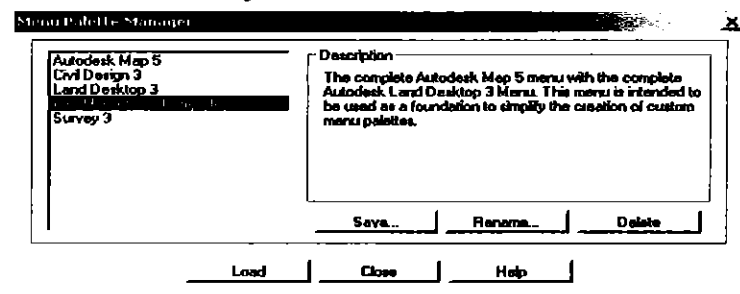 Menu Palette Manager
Autodesk Map 5
Civil Design 3
Land Desktop 3
Survey 3
Description
The complete Autodesk Map 5 menu with the complete
Autodesk Land Desktop 3 Menu. This menu is intended to
be used as a foundation to simplify the creation of custom
menu palettes.
Save... Rename... Delete
Load Close Help